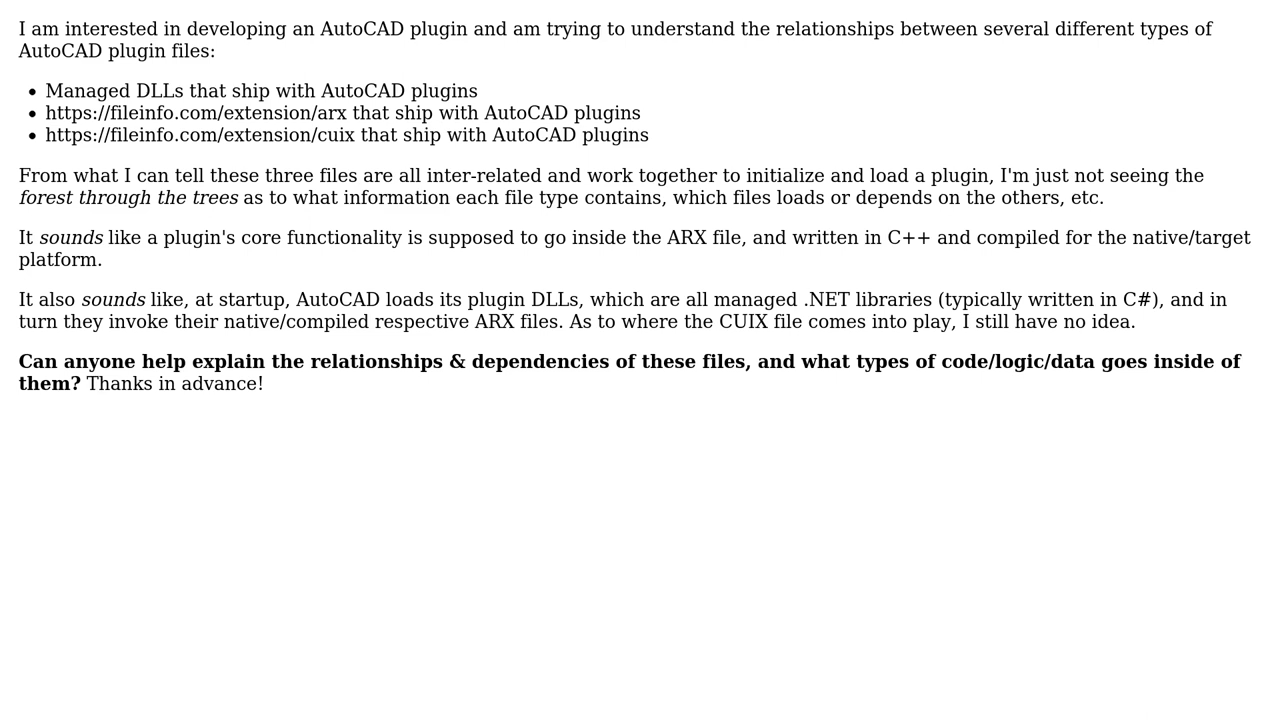 I am interested in developing an AutoCAD plugin and am trying to understand the relationships between several different types of
AutoCAD plugin files:
• Managed DLLs that ship with AutoCAD plugins
• https://fileinfo.com/extension/arx that ship with AutoCAD plugins
• https://fileinfo.com/extension/cuix that ship with AutoCAD plugins
From what I can tell these three files are all inter-related and work together to initialize and load a plugin, I'm just not seeing the
forest through the trees as to what information each file type contains, which files loads or depends on the others, etc.
It sounds like a plugin's core functionality is supposed to go inside the ARX file, and written in C++ and compiled for the native/target
platform.
It also sounds like, at startup, AutoCAD loads its plugin DLLs, which are all managed .NET libraries (typically written in C#), and in
turn they invoke their native/compiled respective ARX files. As to where the CUIX file comes into play, I still have no idea.
Can anyone help explain the relationships & dependencies of these files, and what types of code/logic/data goes inside of
them? Thanks in advance!